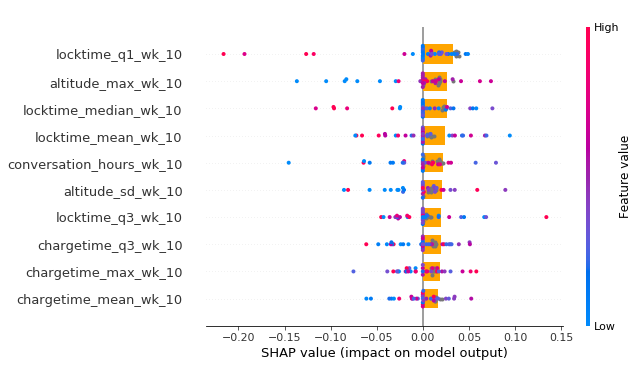 High
locktime_q1_wk_10
altitude_max_wk_10
locktime_median_wk_10
locktime_mean_wk_10
conversation_hours_wk_10
altitude_sd_wk_10
locktime_q3_wk_10
chargetime_q3_wk_10
chargetime_max_wk_10
chargetime_mean_wk_10
Feature value
Low
−0.20 −0.15 −0.10 −0.05 0.00 0.05 0.10 0.15
SHAP value (impact on model output)